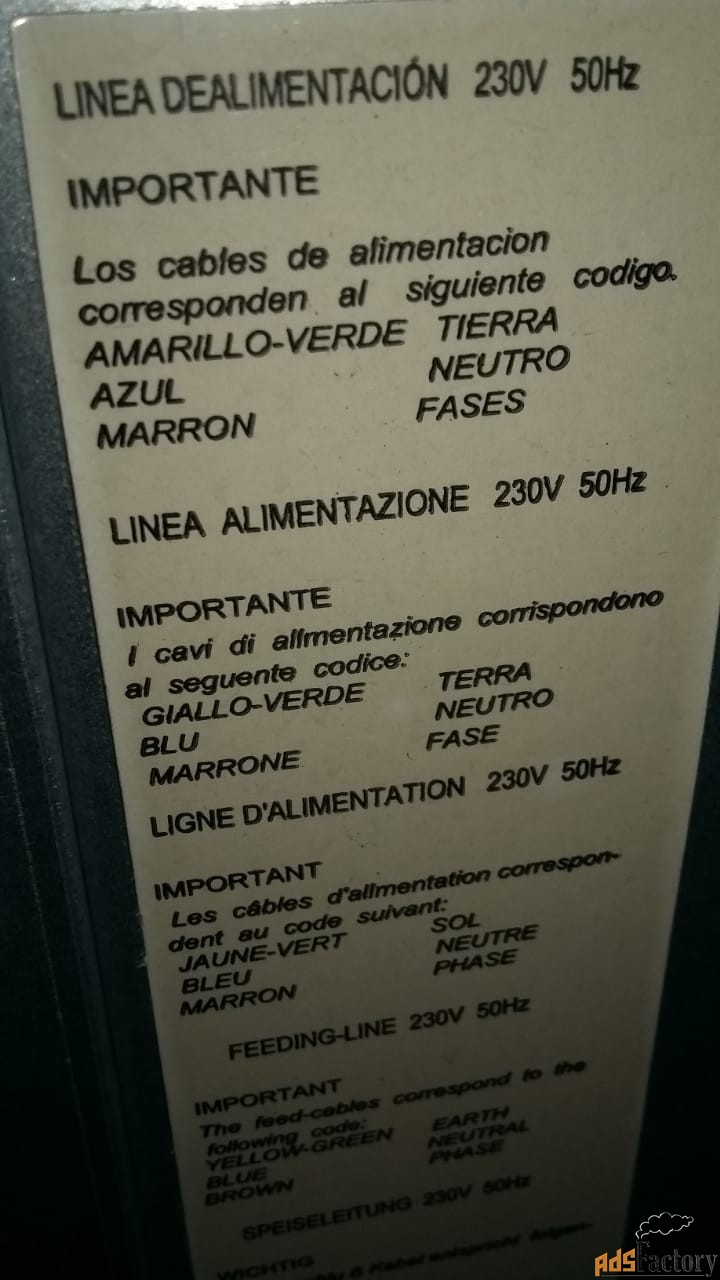 LINEA DEALIMENTACIÓN 230V 50Hz
IMPORTANTE
Los cables de alimentacion
corresponden al siguiente codigo.
AMARILLO-VERDE TIERRA
AZUL NEUTRO
MARRON FASES
LINEA ALIMENTAZIONE 230V 50Hz
IMPORTANTE
I cavi di alimentazione corrispondono
al seguente codice:
GIALLO-VERDE TERRA
BLU NEUTRO
MARRONE FASE
LIGNE D'ALIMENTATION 230V 50Hz
IMPORTANT
Les câbles d'alimentation correspon-
dent au code suivant:
JAUNE-VERT SOL
BLEU NEUTRE
MARRON PHASE
FEEDING-LINE 230V 50Hz
IMPORTANT
The feed-cables correspond to the
following code:
YELLOW-GREEN EARTH
BLUE NEUTRAL
BROWN PHASE
SPEISELEITUNG 230V 50Hz
WICHTIG
Kabel entspricht folgen-
AdsFactory